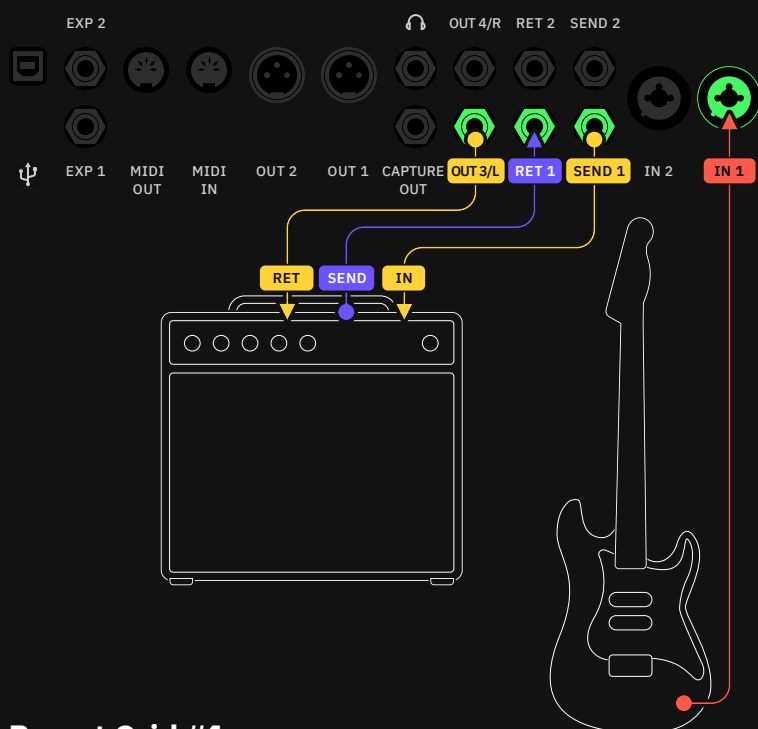 EXP 2
OUT 4/R
RET 2
SEND 2
EXP 1
MIDI
OUT
MIDI
IN
OUT 2
OUT 1
CAPTURE
OUT
OUT 3/L
RET 1
SEND 1
IN 2
IN 1
RET
SEND
IN